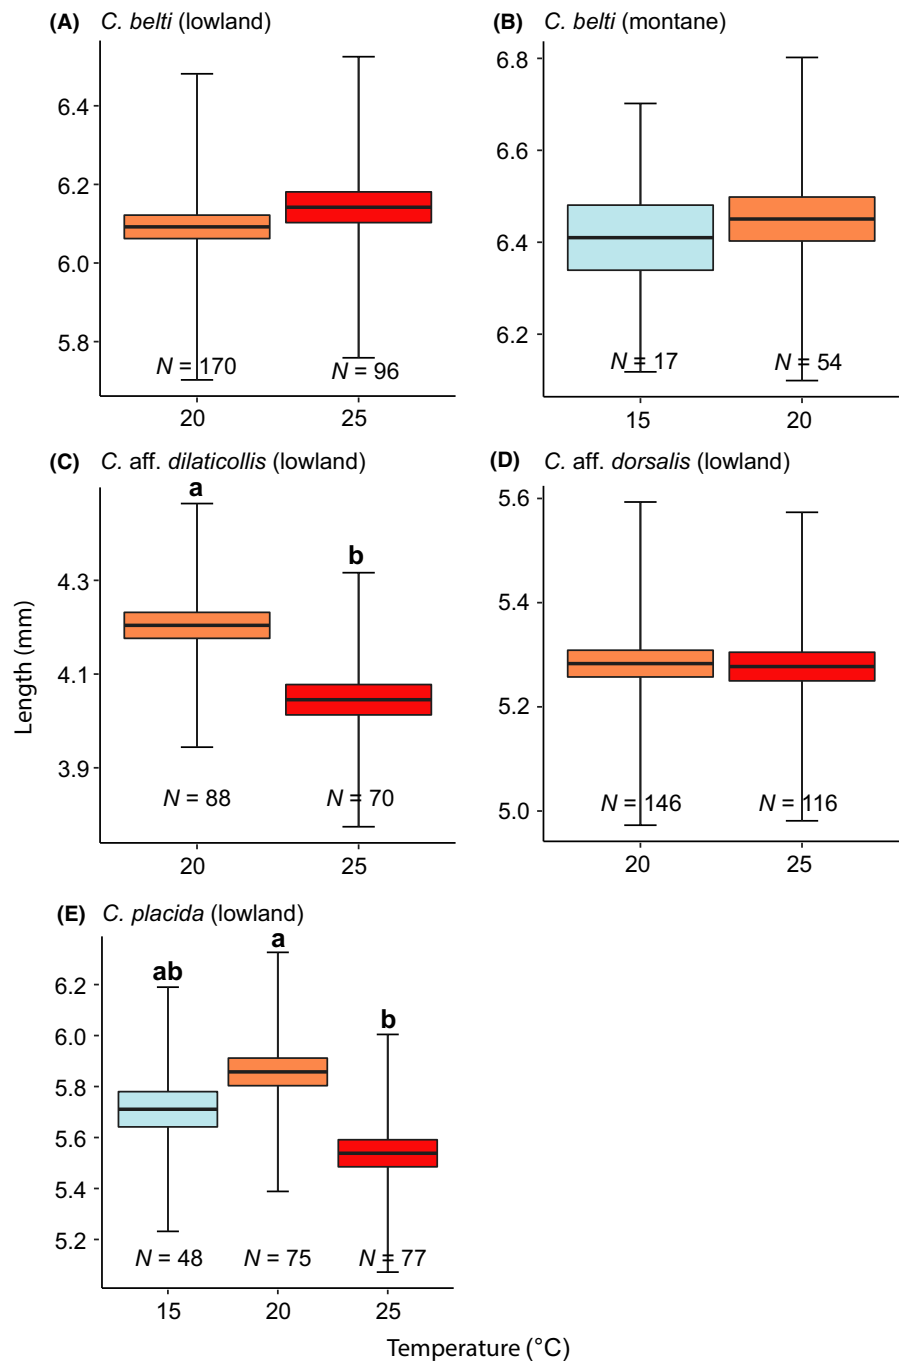 (A) C. belti (lowland)
6.4
6.2
6.0
5.8
N = 170
N = 96
20
25
(B) C. belti (montane)
6.8
6.6
6.4
6.2
N = 17
N = 54
15
20
(C) C. aff. dilaticollis (lowland)
a
b
4.3
4.1
3.9
N = 88
N = 70
20
25
(D) C. aff. dorsalis (lowland)
5.6
5.4
5.2
5.0
N = 146
N = 116
20
25
Length (mm)
(E) C. placida (lowland)
ab
a
b
6.2
6.0
5.8
5.6
5.4
5.2
N = 48
N = 75
N = 77
15
20
25
Temperature (°C)